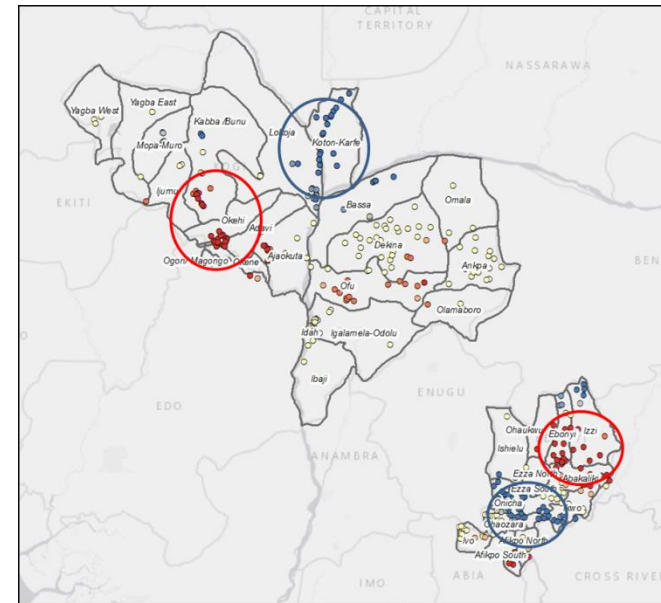 CAPITAL
TERRITORY
NASSARAWA
Yagba East
Yagba West
Kabba /Bunu
Lokoja
Koton-Karfe
Mopa-Muro
KOGI
Ijumu
EKITI
Bassa
Omala
Okehi
Adavi
Dekina
Ogori Magongo
Okene
Ajaokuta
Ankpa
BEN
Ofu
Olamaboro
Idah
Igalamela-Odolu
Ibaji
ENUGU
EDO
Ohaukwu
Ebonyi
Izzi
Ishielu
ANAMBRA
Ezza North
Abakaliki
Ezza South
Onicha
Ohaozara
Ivo
Afikpo North
Afikpo South
IMO
ABIA
CROSS RIVER